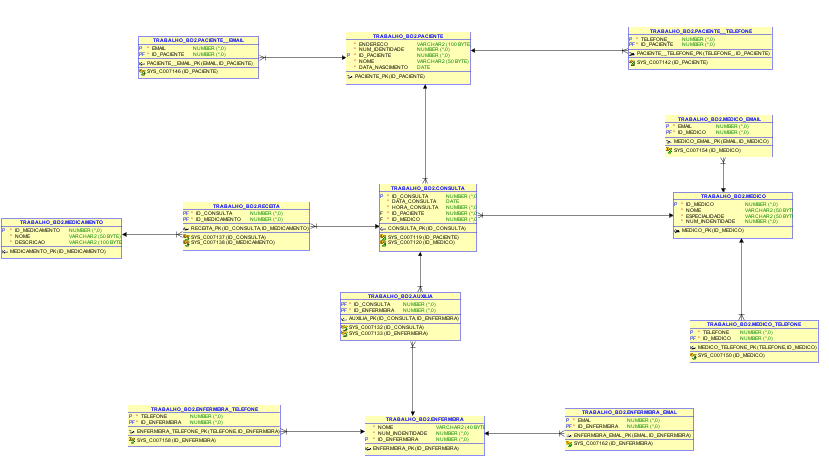 TRABALHO_BD2.PACIENTE__EMAIL
P * EMAIL NUMBER (*,0)
PF * ID_PACIENTE NUMBER (*,0)
PACIENTE__EMAIL_PK (EMAIL, ID_PACIENTE)
SYS_C007146 (ID_PACIENTE)
TRABALHO_BD2.PACIENTE
* ENDERECO VARCHAR2 (100 BYTE)
* NUM_IDENTIDADE NUMBER (*,0)
P * ID_PACIENTE NUMBER (*,0)
* NOME VARCHAR2 (50 BYTE)
* DATA_NASCIMENTO DATE
PACIENTE_PK (ID_PACIENTE)
TRABALHO_BD2.PACIENTE__TELEFONE
P * TELEFONE_ NUMBER (*,0)
PF * ID_PACIENTE NUMBER (*,0)
PACIENTE__TELEFONE_PK (TELEFONE_, ID_PACIENTE)
SYS_C007142 (ID_PACIENTE)
TRABALHO_BD2.MEDICO_EMAIL
P * EMAIL NUMBER (*,0)
PF * ID_MEDICO NUMBER (*,0)
MEDICO_EMAIL_PK (EMAIL, ID_MEDICO)
SYS_C007154 (ID_MEDICO)
TRABALHO_BD2.MEDICAMENTO
P * ID_MEDICAMENTO NUMBER (*,0)
* NOME VARCHAR2 (50 BYTE)
* DESCRICAO VARCHAR2 (100 BYTE
MEDICAMENTO_PK (ID_MEDICAMENTO)
TRABALHO_BD2.RECEITA
PF * ID_CONSULTA NUMBER (*,0)
PF * ID_MEDICAMENTO NUMBER (*,0)
RECEITA_PK (ID_CONSULTA, ID_MEDICAMENTO)
SYS_C007137 (ID_CONSULTA)
SYS_C007138 (ID_MEDICAMENTO)
TRABALHO_BD2.CONSULTA
P * ID_CONSULTA NUMBER (*,0)
* DATA_CONSULTA DATE
* HORA_CONSULTA NUMBER (*,0)
F * ID_PACIENTE NUMBER (*,0)
F * ID_MEDICO NUMBER (*,0)
CONSULTA_PK (ID_CONSULTA)
SYS_C007119 (ID_PACIENTE)
SYS_C007120 (ID_MEDICO)
TRABALHO_BD2.MEDICO
P * ID_MEDICO NUMBER (*,0)
* NOME VARCHAR2 (50 BYT
* ESPECIALIDADE VARCHAR2 (50 BYT
* NUM_INDENTIDADE NUMBER (*,0)
MEDICO_PK (ID_MEDICO)
TRABALHO_BD2.AUXILIA
PF * ID_CONSULTA NUMBER (*,0)
PF * ID_ENFERMEIRA NUMBER (*,0)
AUXILIA_PK (ID_CONSULTA, ID_ENFERMEIRA)
SYS_C007132 (ID_CONSULTA)
SYS_C007133 (ID_ENFERMEIRA)
TRABALHO_BD2.MEDICO_TELEFONE
P * TELEFONE NUMBER (*,0)
PF * ID_MEDICO NUMBER (*,0)
MEDICO_TELEFONE_PK (TELEFONE, ID_MEDICO)
SYS_C007150 (ID_MEDICO)
TRABALHO_BD2.ENFERMEIRA_TELEFONE
P * TELEFONE NUMBER (*,0)
PF * ID_ENFERMEIRA NUMBER (*,0)
ENFERMEIRA_TELEFONE_PK (TELEFONE, ID_ENFERMEIRA)
SYS_C007158 (ID_ENFERMEIRA)
TRABALHO_BD2.ENFERMEIRA
* NOME VARCHAR2 (40 BYT
* NUM_INDENTIDADE NUMBER (*,0)
P * ID_ENFERMEIRA NUMBER (*,0)
ENFERMEIRA_PK (ID_ENFERMEIRA)
TRABALHO_BD2.ENFERMEIRA_EMAIL
P * EMAIL NUMBER (*,0)
PF * ID_ENFERMEIRA NUMBER (*,0)
ENFERMEIRA_EMAIL_PK (EMAIL, ID_ENFERMEIRA)
SYS_C007162 (ID_ENFERMEIRA)